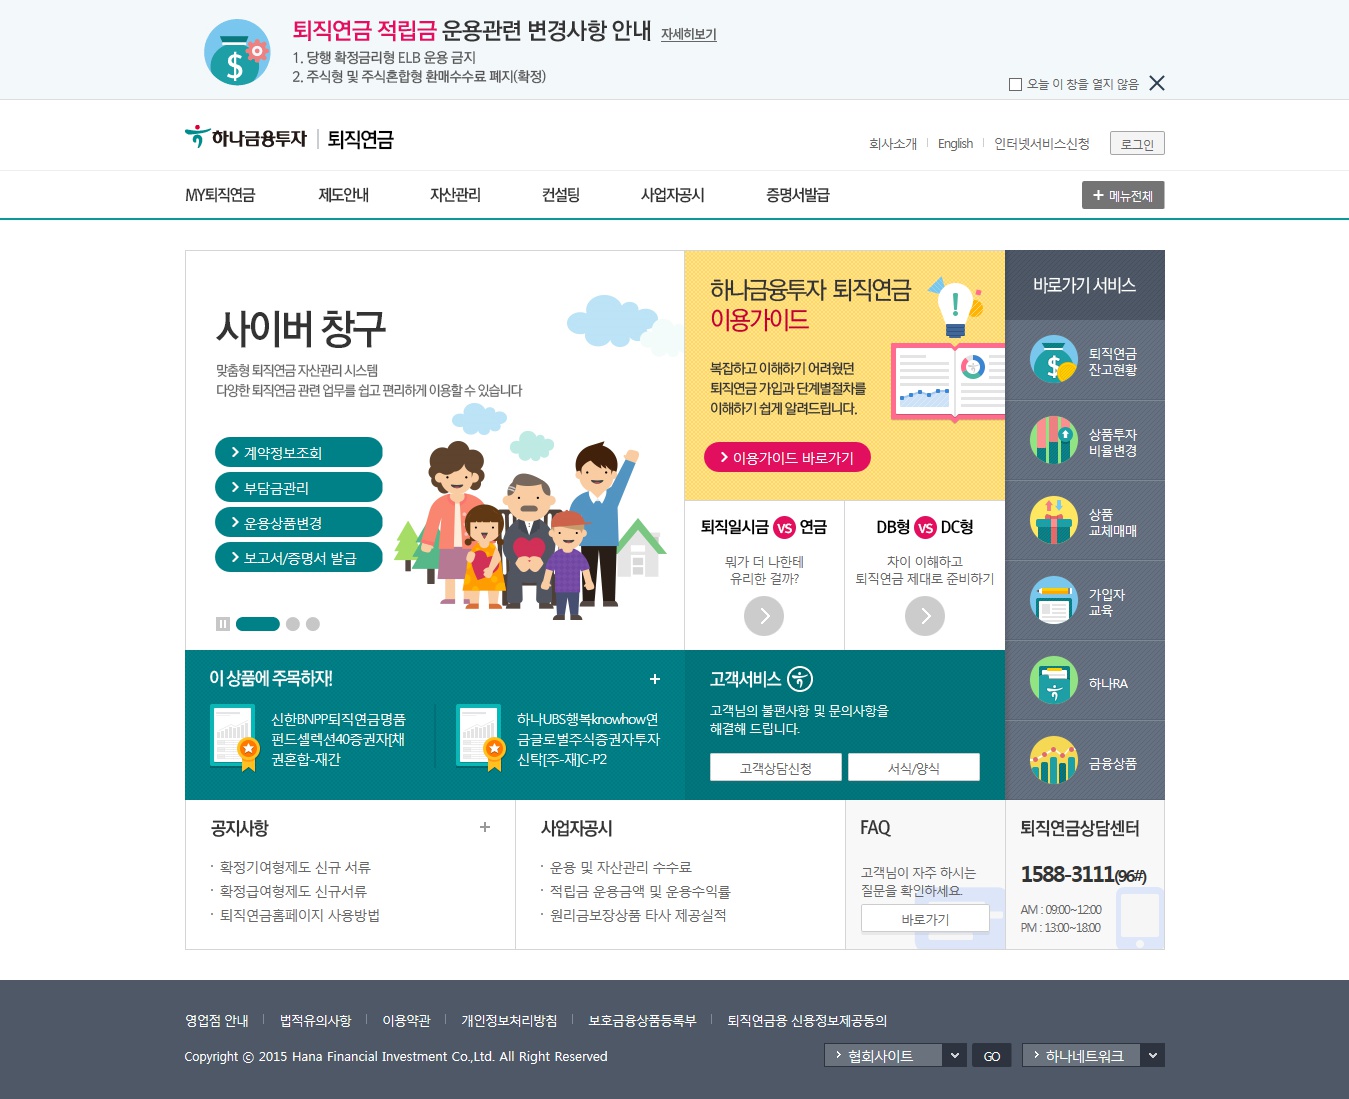 퇴직연금 적립금 운용관련 변경사항 안내 자세히보기
1. 당행 확정금리형 ELB 운용 금지
2. 주식형 및 주식혼합형 환매수수료 폐지(확정)
오늘 이 창을 열지 않음
하나금융투자 퇴직연금
회사소개 English 인터넷서비스신청 로그인
MY퇴직연금 제도안내 자산관리 컨설팅 사업자공시 증명서발급 + 메뉴전체
사이버 창구
맞춤형 퇴직연금 자산관리 시스템
다양한 퇴직연금 관련 업무를 쉽고 편리하게 이용할 수 있습니다
계약정보조회
부담금관리
운용상품변경
보고서/증명서 발급
하나금융투자 퇴직연금
이용가이드
복잡하고 이해하기 어려웠던
퇴직연금 가입과 단계별절차를
이해하기 쉽게 알려드립니다.
이용가이드 바로가기
퇴직일시금 VS 연금
뭐가 더 나한테
유리한 걸까?
DB형 VS DC형
차이 이해하고
퇴직연금 제대로 준비하기
바로가기 서비스
퇴직연금
잔고현황
상품투자
비율변경
상품
교체매매
가입자
교육
하나RA
금융상품
이 상품에 주목하자!
신한BNPP퇴직연금명품
펀드셀렉션40증권자[채
권혼합-재간
하나UBS행복knowhow연
금글로벌주식증권자투자
신탁[주-재]C-P2
고객서비스
고객님의 불편사항 및 문의사항을
해결해 드립니다.
고객상담신청 서식/양식
공지사항
· 확정기여형제도 신규 서류
· 확정급여형제도 신규서류
· 퇴직연금홈페이지 사용방법
사업자공시
· 운용 및 자산관리 수수료
· 적립금 운용금액 및 운용수익률
· 원리금보장상품 타사 제공실적
FAQ
고객님이 자주 하시는
질문을 확인하세요.
바로가기
퇴직연금상담센터
1588-3111(96#)
AM : 09:00~12:00
PM : 13:00~18:00
영업점 안내 법적유의사항 이용약관 개인정보처리방침 보호금융상품등록부 퇴직연금용 신용정보제공동의
Copyright © 2015 Hana Financial Investment Co.,Ltd. All Right Reserved
협회사이트 GO 하나네트워크